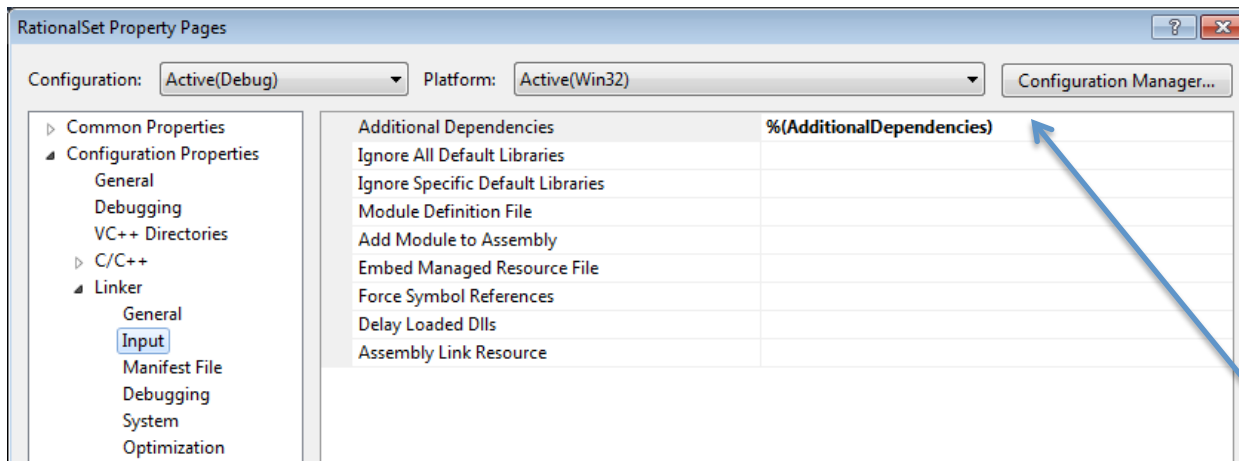 RationalSet Property Pages
Configuration: Active(Debug) Platform: Active(Win32) Configuration Manager...
Common Properties
Configuration Properties
General
Debugging
VC++ Directories
C/C++
Linker
General
Input
Manifest File
Debugging
System
Optimization
Additional Dependencies %(AdditionalDependencies)
Ignore All Default Libraries
Ignore Specific Default Libraries
Module Definition File
Add Module to Assembly
Embed Managed Resource File
Force Symbol References
Delay Loaded Dlls
Assembly Link Resource